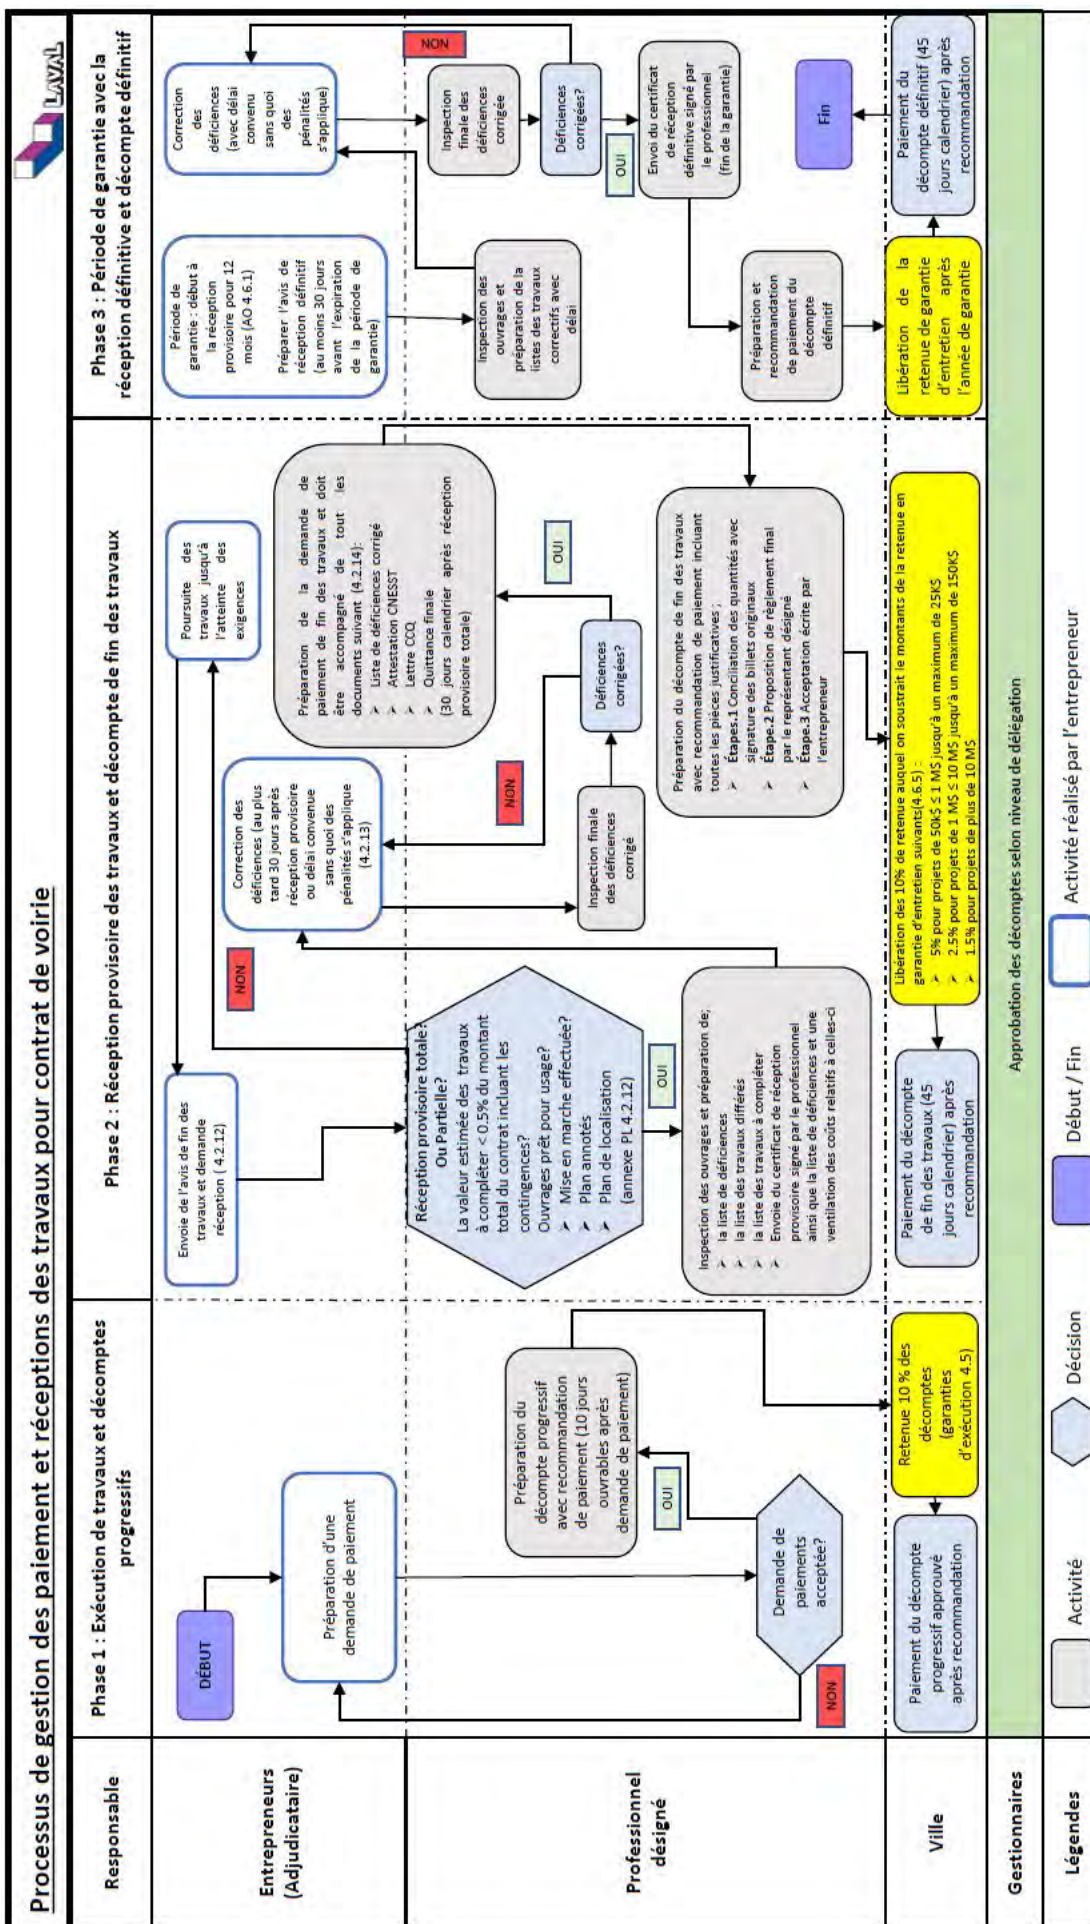 Processus de gestion des paiement et réceptions des travaux pour contrat de voirie
LAVAL
Responsable
Phase 1 : Exécution de travaux et décomptes
progressifs
Phase 2 : Réception provisoire des travaux et décompte de fin des travaux
Phase 3 : Période de garantie avec la
réception définitive et décompte définitif
Entrepreneurs
(Adjudicataire)
DÉBUT
Préparation d'une
demande de paiement
Envoie de l'avis de fin des
travaux et demande
réception ( 4.2.12)
Poursuite des
travaux jusqu'à
l'atteinte des
exigences
NON
Correction des
déficiences (au plus
tard 30 jours après
réception provisoire
ou délai convenue
sans quoi des
pénalités s'applique
(4.2.13)
Préparation de la demande de
paiement de fin des travaux et doit
être accompagné de tout les
documents suivant (4.2.14):
➢ Liste de déficiences corrigé
➢ Attestation CNESST
➢ Lettre CCQ
➢ Quittance finale
(30 jours calendrier après réception
provisoire totale)
Période de
garantie : début à
la réception
provisoire pour 12
mois (AO 4.6.1)
Préparer l'avis de
réception définitif
(au moins 30 jours
avant l'expiration
de la période de
garantie)
Correction des
déficiences
(avec délai
convenu
sans quoi
des
pénalités
s'applique)
Professionnel
désigné
Demande de
paiements
acceptée?
NON
OUI
Préparation du
décompte progressif
avec recommandation
de paiement (10 jours
ouvrables après
demande de paiement)
Réception provisoire totale?
Ou Partielle?
La valeur estimée des travaux
à compléter < 0.5% du montant
total du contrat incluant les
contingences?
Ouvrages prêt pour usage?
➢ Mise en marche effectuée?
➢ Plan annotés
➢ Plan de localisation
(annexe PL 4.2.12)
OUI
Inspection des ouvrages et préparation de;
➢ la liste de déficiences
➢ la liste des travaux différés
➢ la liste des travaux à compléter
➢ Envoie du certificat de réception
provisoire signé par le professionnel
ainsi que la liste de déficiences et une
ventilation des coûts relatifs à celles-ci
Inspection finale
des déficiences
corrigé
NON
Déficiences
corrigées?
OUI
Préparation du décompte de fin des travaux
avec recommandation de paiement incluant
toutes les pièces justificatives ;
➢ Étapes.1 Conciliation des quantités avec
signature des billets originaux
➢ Étape.2 Proposition de règlement final
par le représentant désigné
➢ Étape.3 Acceptation écrite par
l'entrepreneur
Inspection des
ouvrages et
préparation de la
listes des travaux
correctifs avec
délai
NON
Inspection
finale des
déficiences
corrigée
Déficiences
corrigées?
OUI
Envoi du certificat
de réception
définitive signé par
le professionnel
(fin de la garantie)
Préparation et
recommandation
de paiement du
décompte
définitif
Fin
Ville
Paiement du décompte
progressif approuvé
après recommandation
Retenue 10 % des
décomptes
(garanties
d'exécution 4.5)
Paiement du décompte
de fin des travaux (45
jours calendrier) après
recommandation
Libération des 10% de retenue auquel on soustrait le montants de la retenue en
garantie d'entretien suivants(4.6.5) :
➢ 5% pour projets de 50k$ ≤ 1 M$ jusqu'à un maximum de 25K$
➢ 2.5% pour projets de 1 M$ ≤ 10 M$ jusqu'à un maximum de 150K$
➢ 1.5% pour projets de plus de 10 M$
Libération de la
retenue de garantie
d'entretien après
l'année de garantie
Paiement du
décompte définitif (45
jours calendrier) après
recommandation
Gestionnaires
Approbation des décomptes selon niveau de délégation
Légendes
Activité
Décision
Début / Fin
Activité réalisé par l'entrepreneur